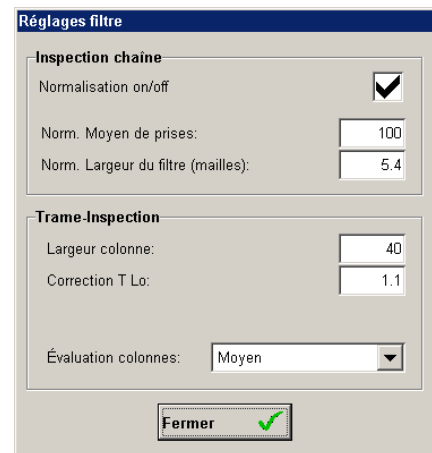 Réglages filtre
Inspection chaîne
Normalisation on/off
Norm. Moyen de prises: 100
Norm. Largeur du filtre (mailles): 5.4
Trame-Inspection
Largeur colonne: 40
Correction T Lo: 1.1
Évaluation colonnes: Moyen
Fermer